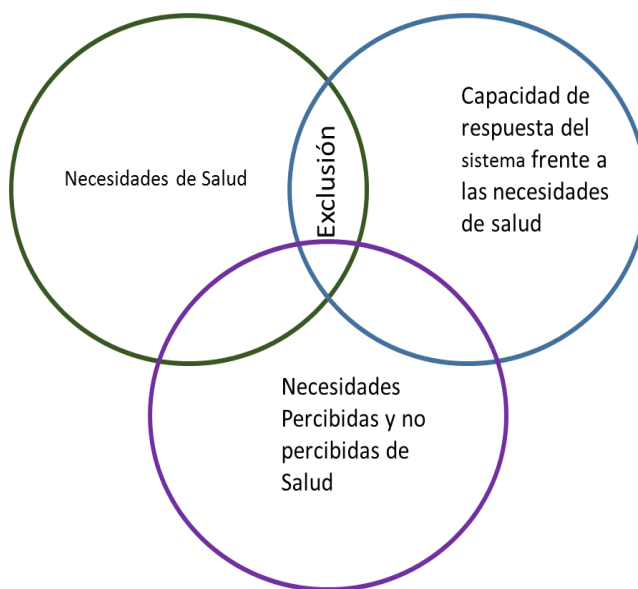 Necesidades de Salud
Exclusión
Capacidad de
respuesta del
sistema frente a
las necesidades
de salud
Necesidades
Percibidas y no
percibidas de
Salud